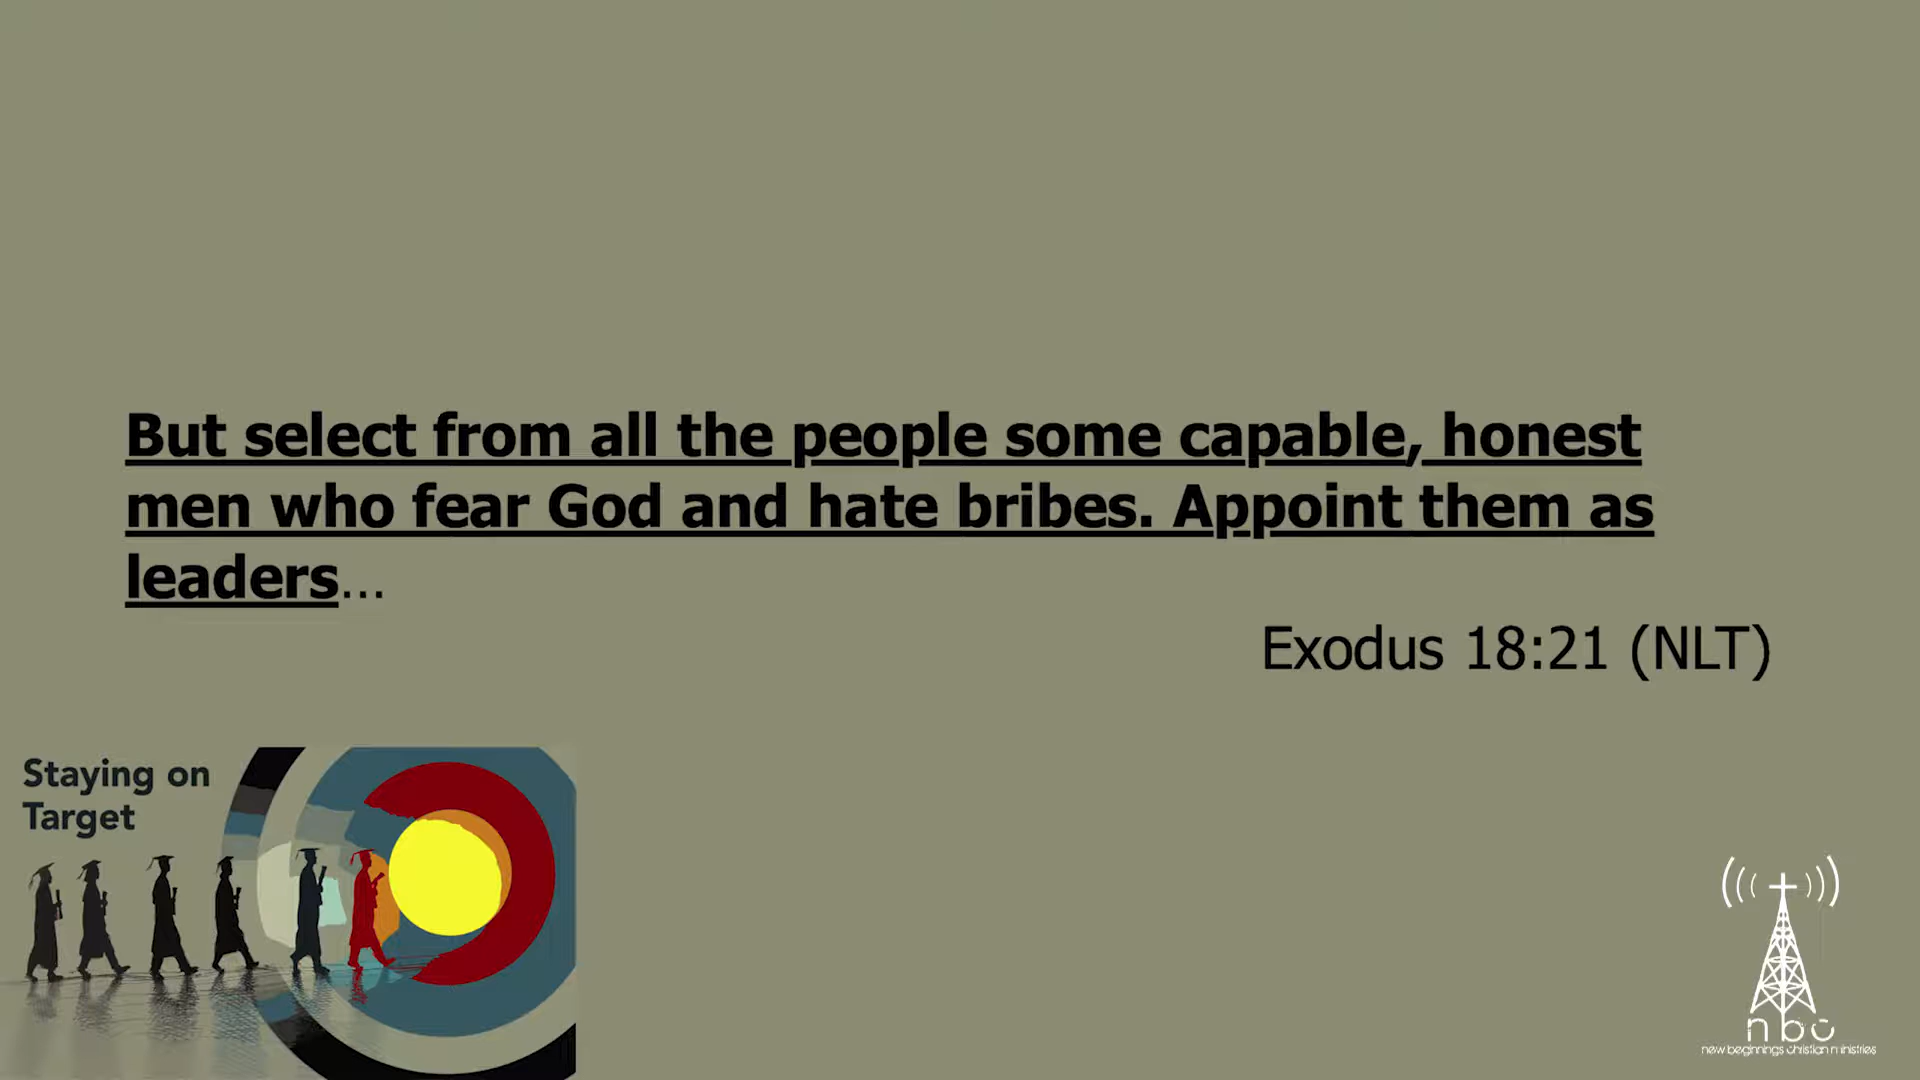 But select from all the people some capable, honest
men who fear God and hate bribes. Appoint them as
leaders...
Exodus 18:21 (NLT)
Staying on
Target
nbc
new beginnings christian ministries